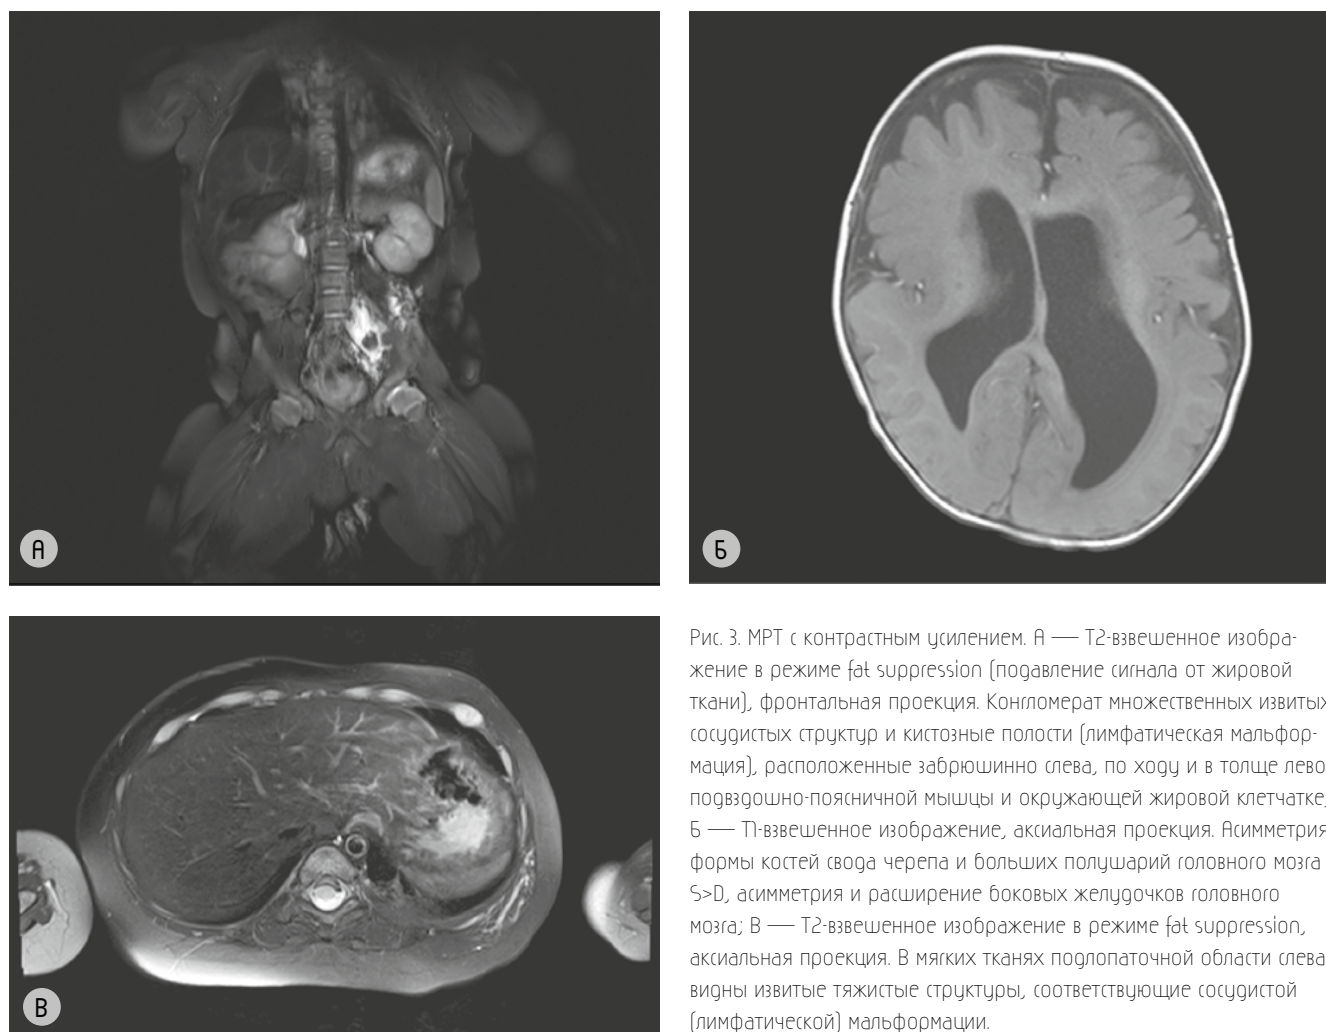 А
Б
В
Рис. 3. МРТ с контрастным усилением. А — Т2-взвешенное изобра-
жение в режиме fat suppression (подавление сигнала от жировой
ткани), фронтальная проекция. Конгломерат множественных извитых
сосудистых структур и кистозные полости (лимфатическая мальфор-
мация), расположенные забрюшинно слева, по ходу и в толще лево
подвздошно-поясничной мышцы и окружающей жировой клетчатке;
Б — Т1-взвешенное изображение, аксиальная проекция. Асимметрия
формы костей свода черепа и больших полушарий головного мозга
S>D, асимметрия и расширение боковых желудочков головного
мозга; В — Т2-взвешенное изображение в режиме fat suppression,
аксиальная проекция. В мягких тканях подлопаточной области слева
видны извитые тяжистые структуры, соответствующие сосудистой
(лимфатической) мальформации.